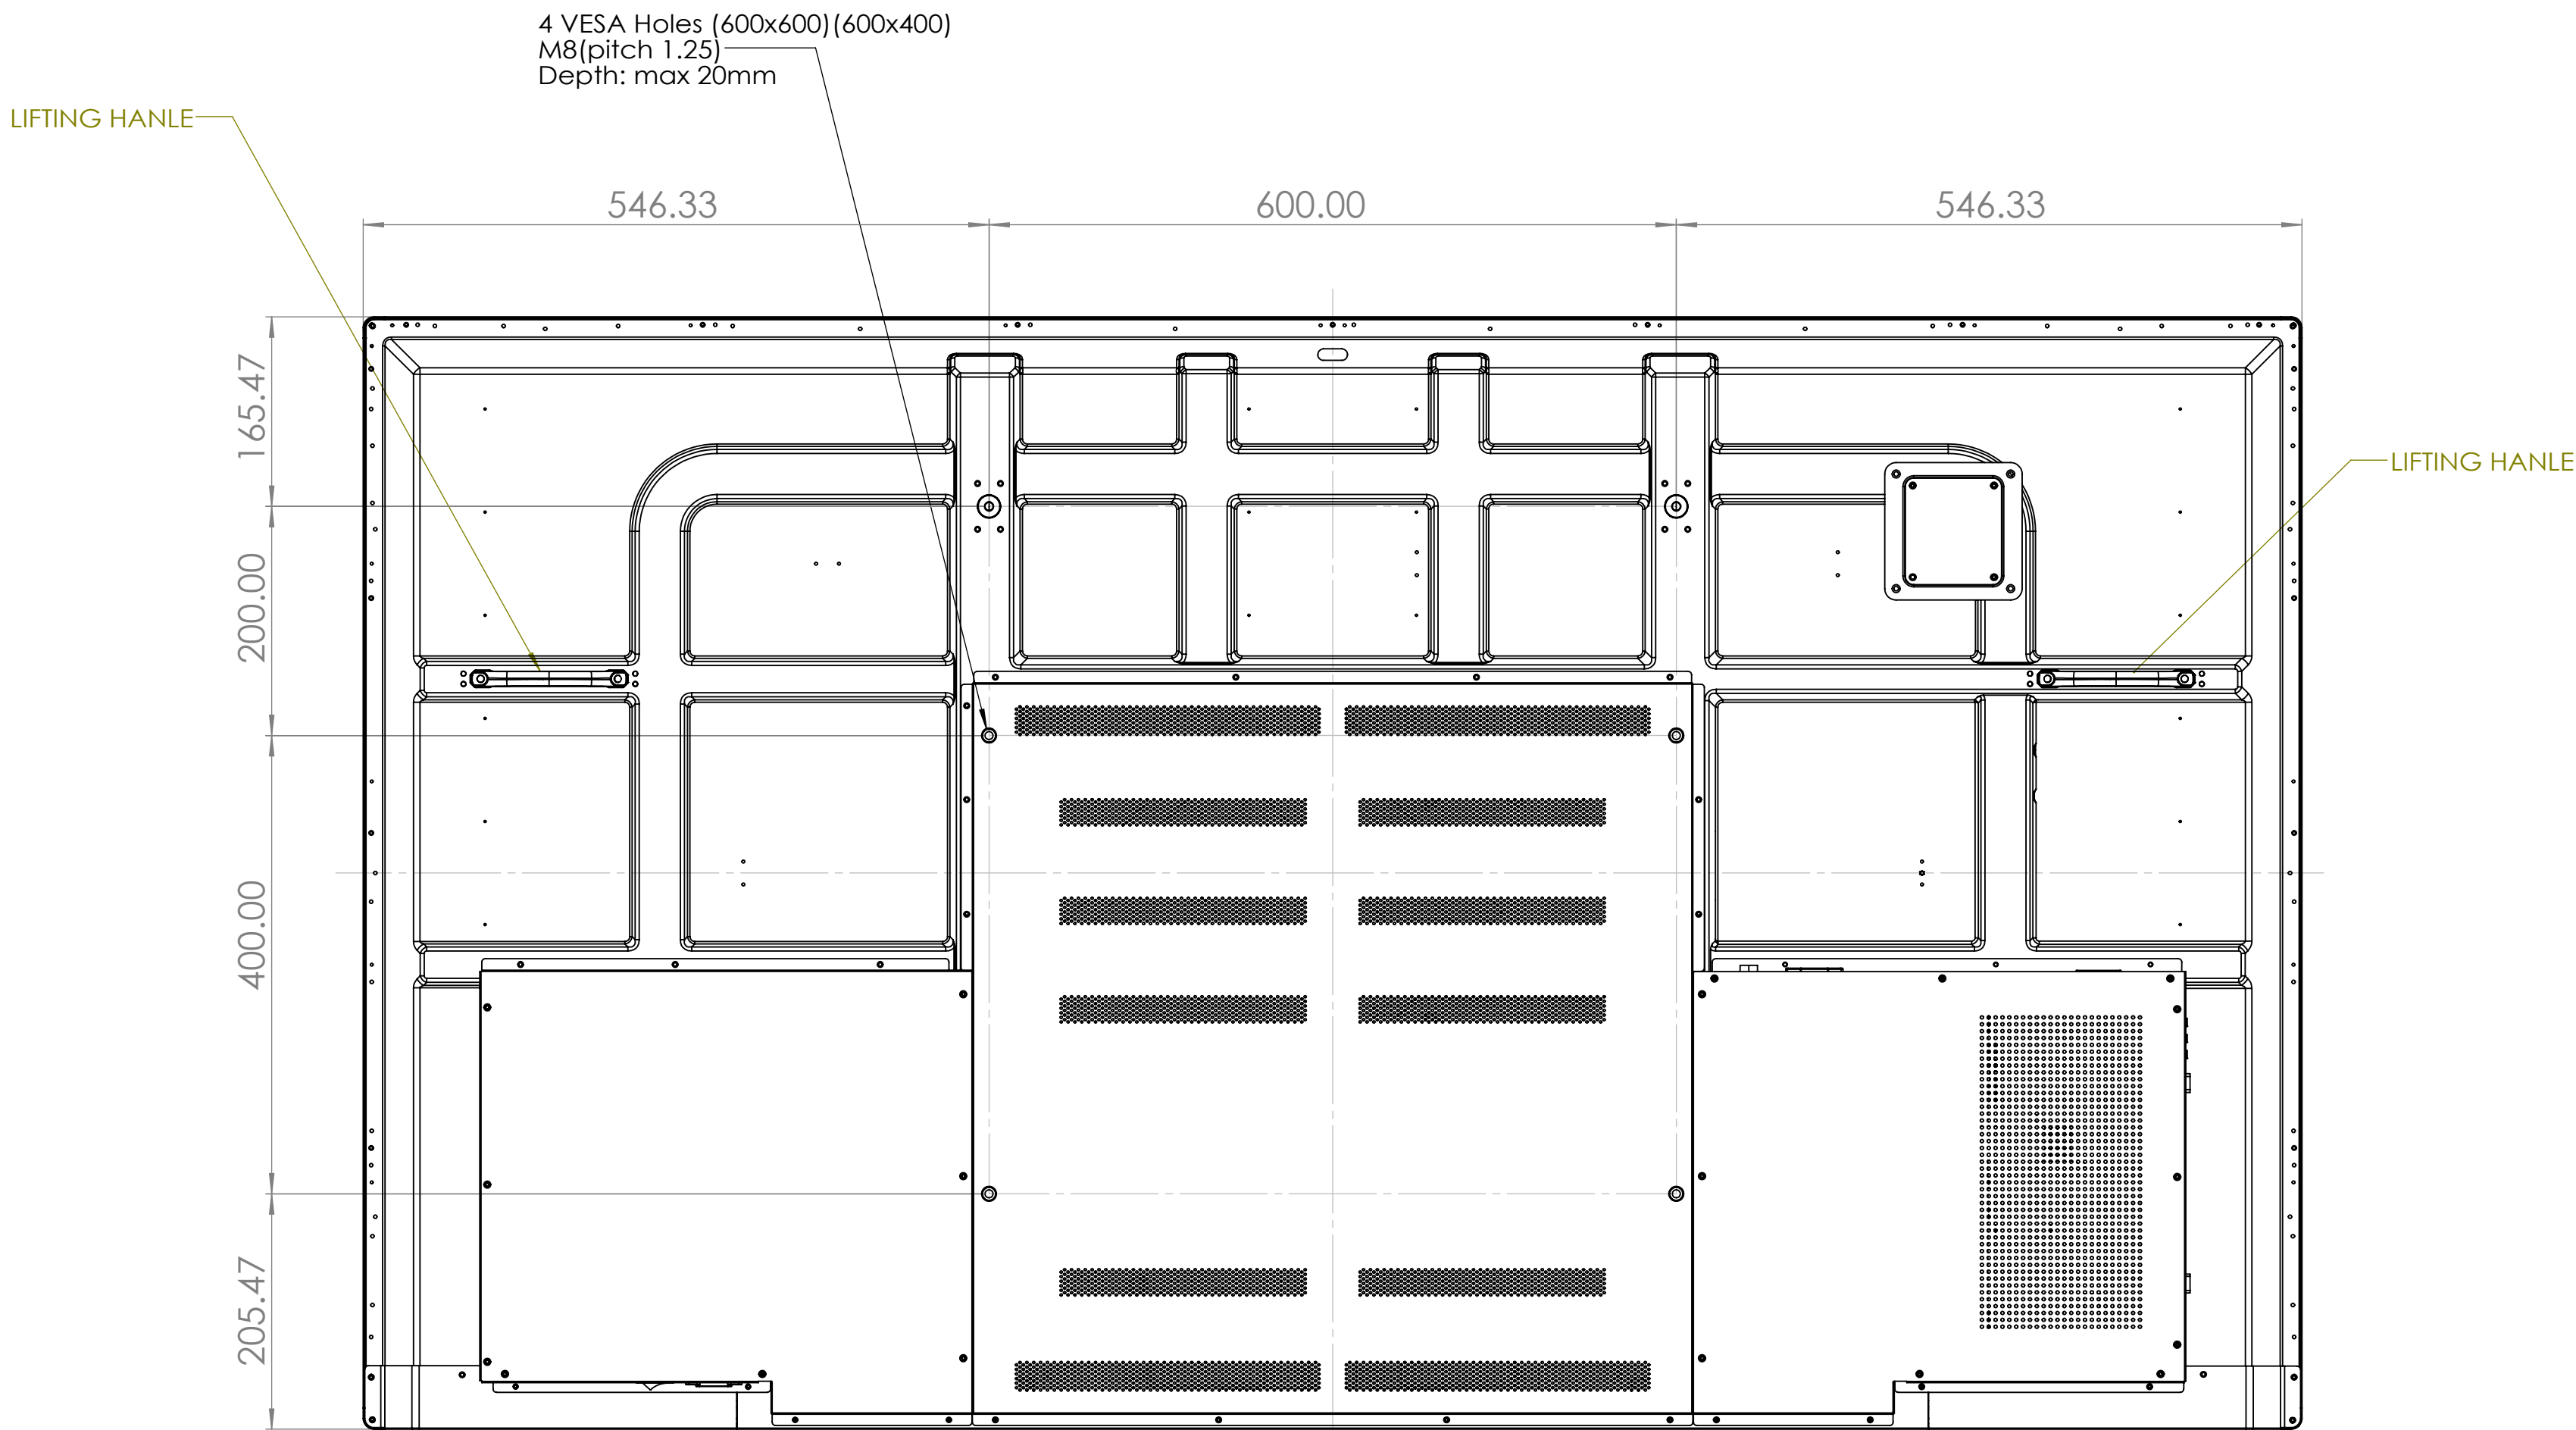 4 VESA Holes (600x600)(600x400)
M8(pitch 1.25)
Depth: max 20mm
LIFTING HANLE
546.33
600.00
546.33
165.47
LIFTING HANLE
200.00
400.00
205.47